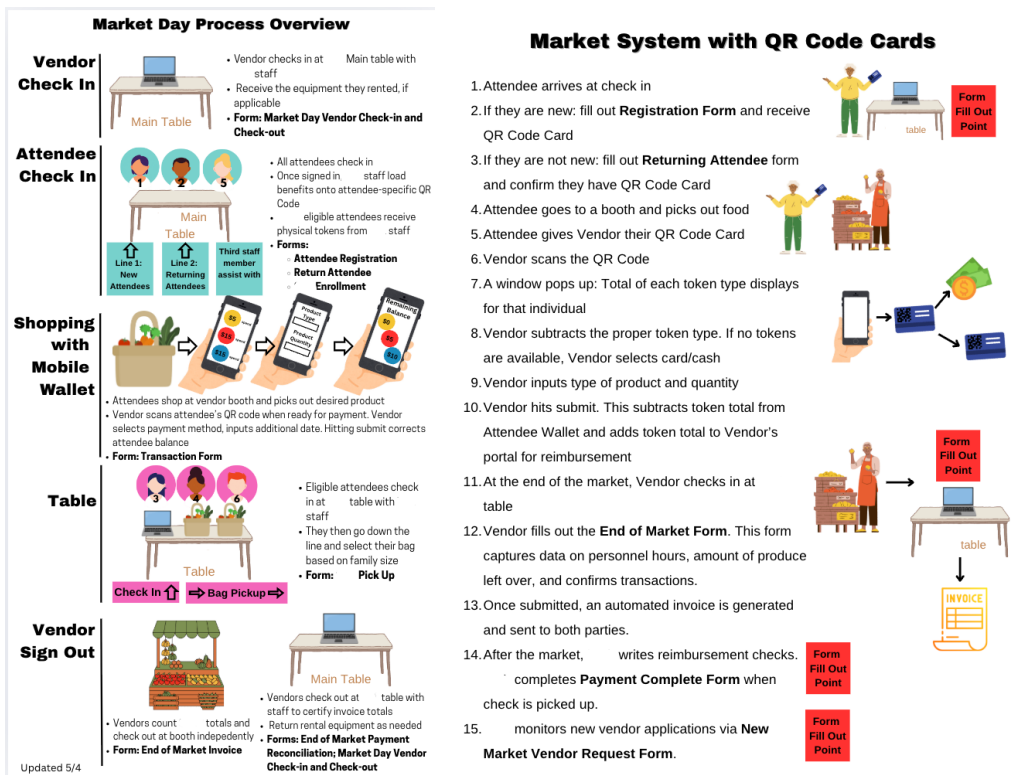 Market Day Process Overview
Vendor
Check In
Main Table
• Vendor checks in at Main table with
staff
• Receive the equipment they rented, if
applicable
• Form: Market Day Vendor Check-in and
Check-out
Attendee
Check In
1 2 5
Main
Table
Line 1:
New
Attendees
Line 2:
Returning
Attendees
Third staff
member
assist with
• All attendees check in
• Once signed in, staff load
benefits onto attendee-specific QR
Code
• eligible attendees receive
physical tokens from staff
• Forms:
○ Attendee Registration
○ Return Attendee
○ Enrollment
Shopping
with
Mobile
Wallet
$5
$15
$15
Product
Type
Product
Quantity
Remaining
Balance
$0
$5
$10
• Attendees shop at vendor booth and picks out desired product
• Vendor scans attendee's QR code when ready for payment. Vendor
selects payment method, inputs additional date. Hitting submit corrects
attendee balance
• Form: Transaction Form
Table
3 4 6
Table
Check In
Bag Pickup
• Eligible attendees check
in at table with
staff
• They then go down the
line and select their bag
based on family size
• Form: Pick Up
Vendor
Sign Out
• Vendors count totals and
check out at booth indepedently
• Form: End of Market Invoice
Main Table
• Vendors check out at table with
staff to certify invoice totals
• Return rental equipment as needed
• Forms: End of Market Payment
Reconciliation; Market Day Vendor
Check-in and Check-out
Updated 5/4
Market System with QR Code Cards
1. Attendee arrives at check in
2. If they are new: fill out Registration Form and receive
QR Code Card
3. If they are not new: fill out Returning Attendee form
and confirm they have QR Code Card
4. Attendee goes to a booth and picks out food
5. Attendee gives Vendor their QR Code Card
6. Vendor scans the QR Code
7. A window pops up: Total of each token type displays
for that individual
8. Vendor subtracts the proper token type. If no tokens
are available, Vendor selects card/cash
9. Vendor inputs type of product and quantity
10. Vendor hits submit. This subtracts token total from
Attendee Wallet and adds token total to Vendor's
portal for reimbursement
11. At the end of the market, Vendor checks in at
table
12. Vendor fills out the End of Market Form. This form
captures data on personnel hours, amount of produce
left over, and confirms transactions.
13. Once submitted, an automated invoice is generated
and sent to both parties.
14. After the market, writes reimbursement checks.
completes Payment Complete Form when
check is picked up.
15. monitors new vendor applications via New
Market Vendor Request Form.
table
Form
Fill Out
Point
Form
Fill Out
Point
table
INVOICE
Form
Fill Out
Point
Form
Fill Out
Point